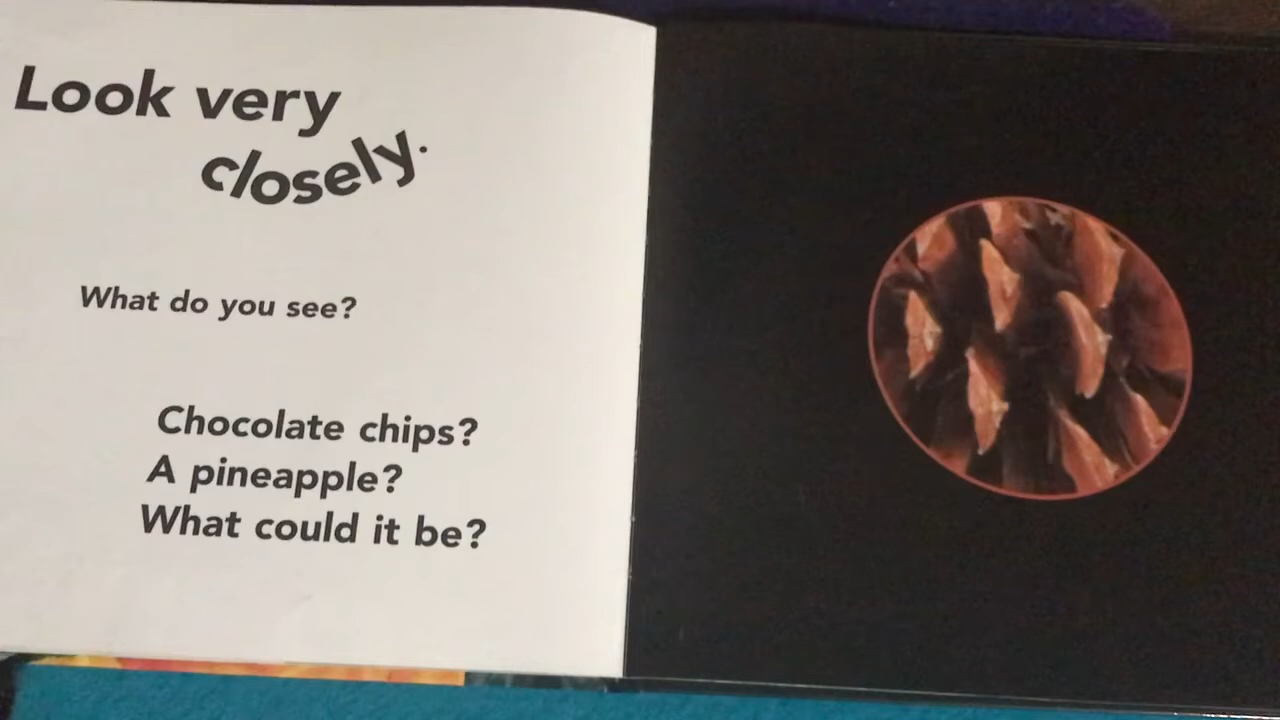 Look very
closely.
What do you see?
Chocolate chips?
A pineapple?
What could it be?